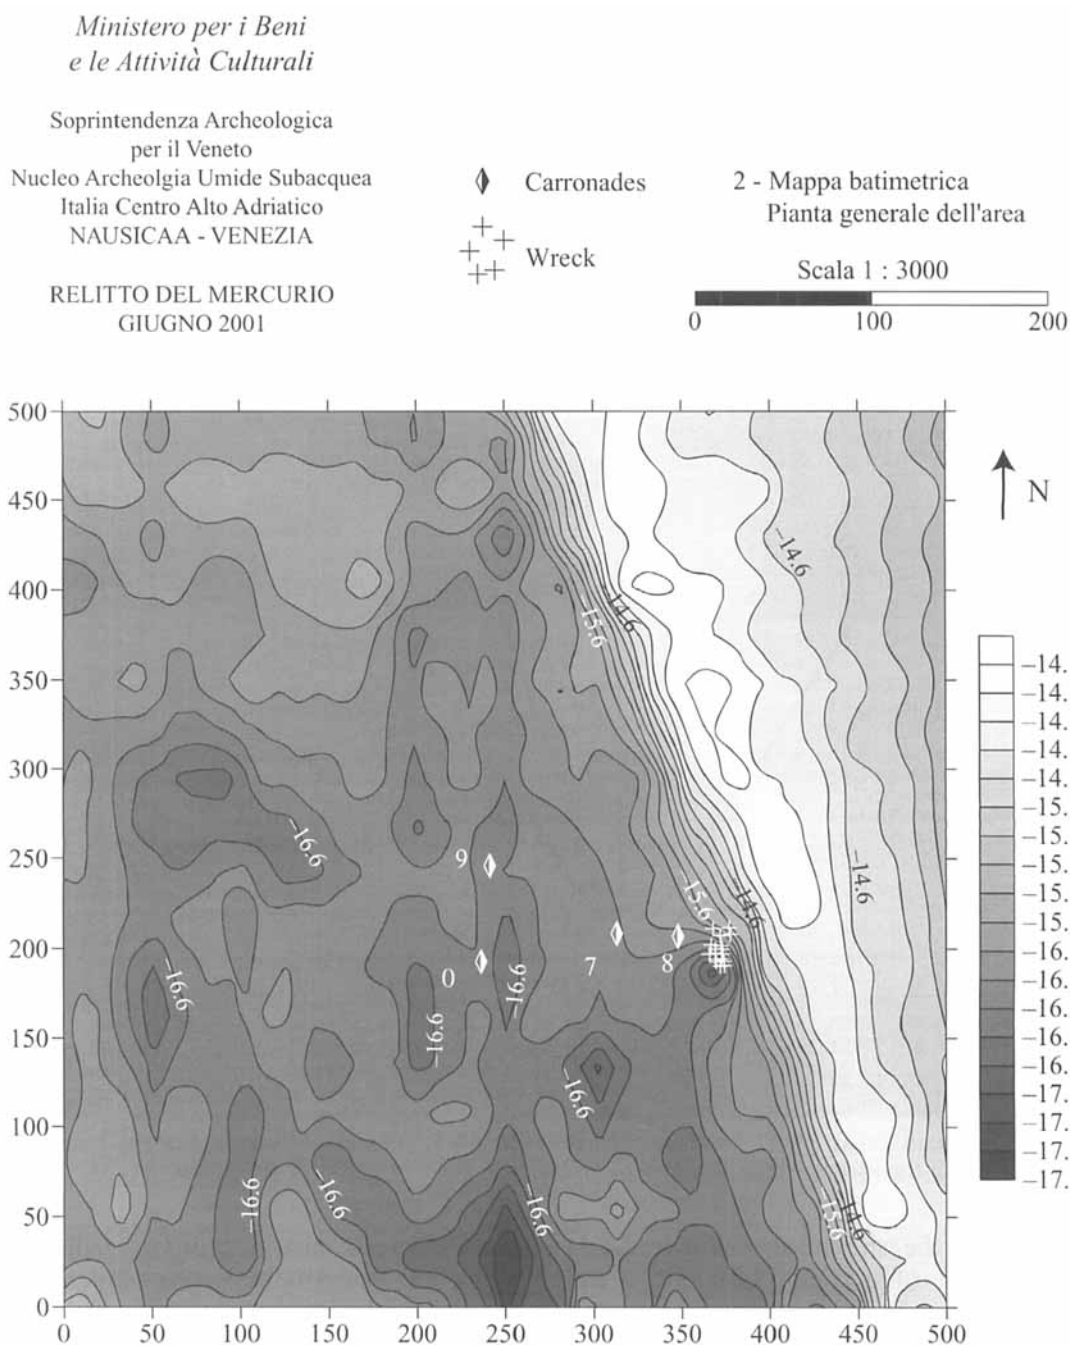 Ministero per i Beni
e le Attività Culturali
Soprintendenza Archeologica
per il Veneto
Nucleo Archeolgia Umide Subacquea
Italia Centro Alto Adriatico
NAUSICAA - VENEZIA
RELITTO DEL MERCURIO
GIUGNO 2001
Carronades
Wreck
2 - Mappa batimetrica
Pianta generale dell'area
Scala 1 : 3000
0 100 200
N
500
450
400
350
300
250
200
150
100
50
0
0 50 100 150 200 250 300 350 400 450 500
-14.6
-15.6
-14.6
-16.6
9
-15.6
-14.6
-14.6
-16.6
0
-16.6
7
8
-16.6
-16.6
-16.6
-16.6
-16.6
-15.6
-14.6
-14.
-14.
-14.
-14.
-14.
-15.
-15.
-15.
-15.
-15.
-16.
-16.
-16.
-16.
-16.
-17.
-17.
-17.
-17.